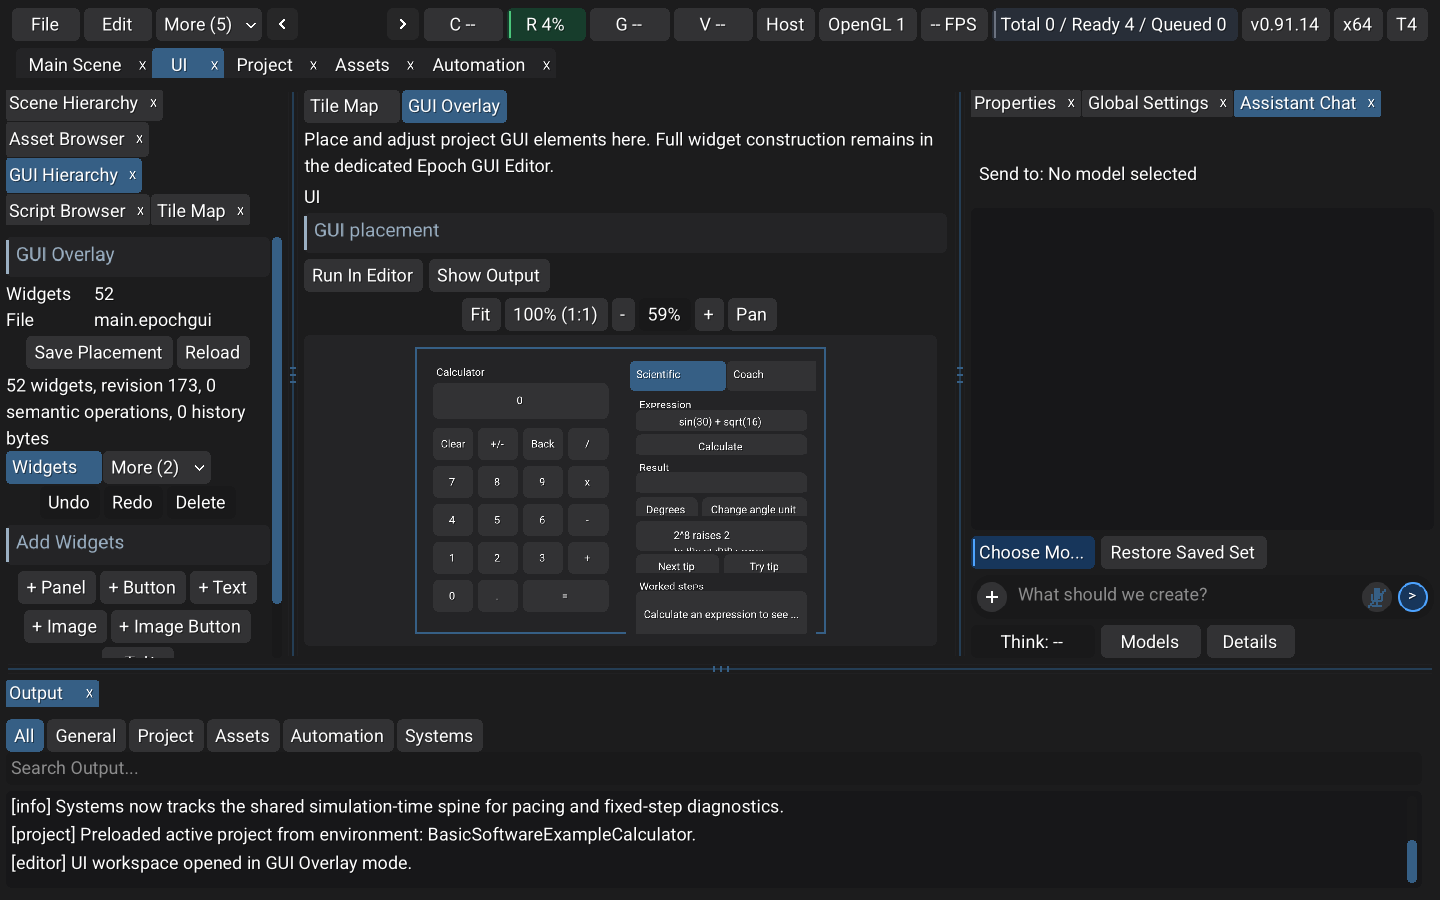 File Edit More (5) < > C -- R 4% G -- V -- Host OpenGL 1 -- FPS Total 0 / Ready 4 / Queued 0 v0.91.14 x64 T4
Main Scene x UI x Project x Assets x Automation x
Scene Hierarchy x
Asset Browser x
GUI Hierarchy x
Script Browser x Tile Map x
GUI Overlay
Widgets 52
File main.epochgui
Save Placement Reload
52 widgets, revision 173, 0
semantic operations, 0 history
bytes
Widgets More (2)
Undo Redo Delete
Add Widgets
+ Panel + Button + Text
+ Image + Image Button
Tile Map GUI Overlay
Place and adjust project GUI elements here. Full widget construction remains in
the dedicated Epoch GUI Editor.
UI
GUI placement
Run In Editor Show Output
Fit 100% (1:1) - 59% + Pan
Calculator
0
Clear +/- Back /
7 8 9 x
4 5 6 -
1 2 3 +
0 . =
Scientific Coach
Expression
sin(30) + sqrt(16)
Calculate
Result
Degrees Change angle unit
2^8 raises 2
Next tip Try tip
Worked steps
Calculate an expression to see ...
Properties x Global Settings x Assistant Chat x
Send to: No model selected
Choose Mo... Restore Saved Set
+ What should we create? >
Think: -- Models Details
Output x
All General Project Assets Automation Systems
Search Output...
[info] Systems now tracks the shared simulation-time spine for pacing and fixed-step diagnostics.
[project] Preloaded active project from environment: BasicSoftwareExampleCalculator.
[editor] UI workspace opened in GUI Overlay mode.